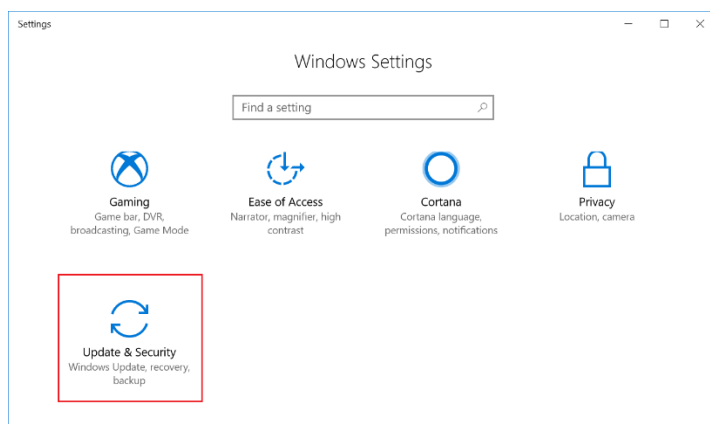 Settings
Windows Settings
Find a setting
Gaming
Game bar, DVR,
broadcasting, Game Mode
Ease of Access
Narrator, magnifier, high
contrast
Cortana
Cortana language,
permissions, notifications
Privacy
Location, camera
Update & Security
Windows Update, recovery,
backup